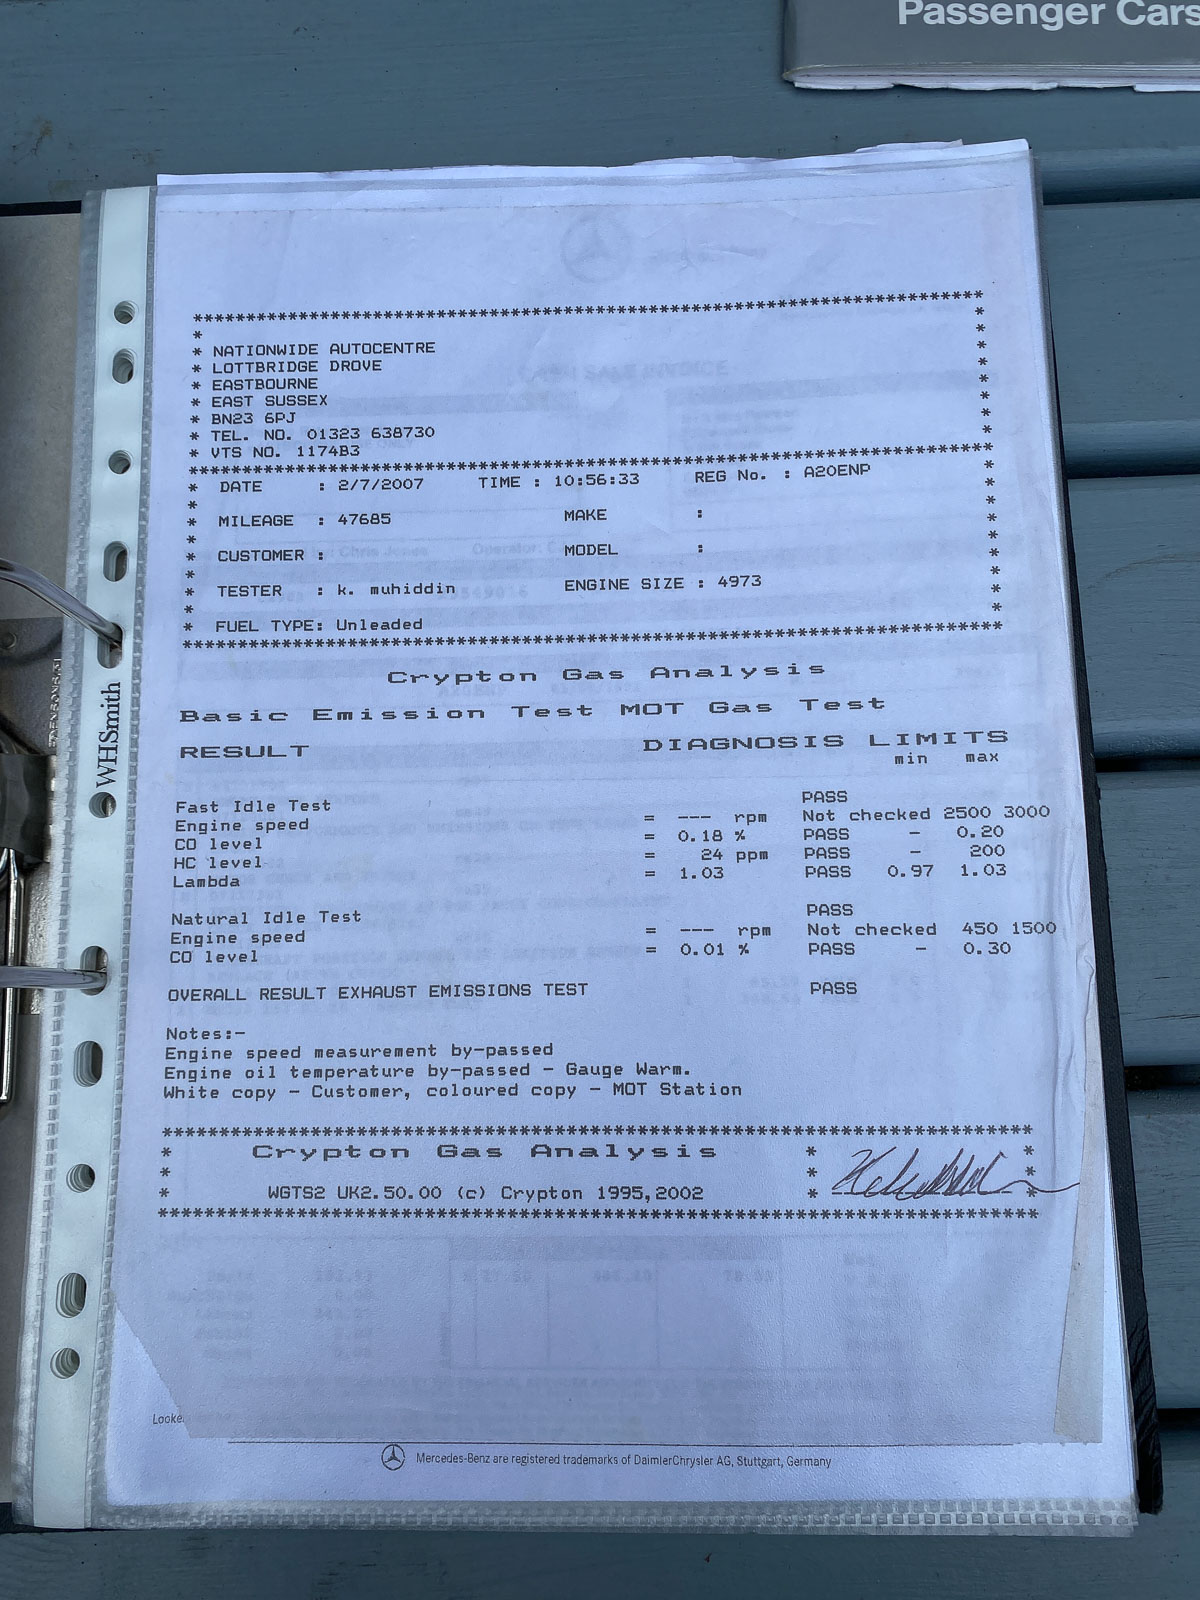 Passenger Cars
WHSmith
****************************************************************
*
* NATIONWIDE AUTOCENTRE *
* LOTTBRIDGE DROVE *
* EASTBOURNE *
* EAST SUSSEX *
* BN23 6PJ *
* TEL. NO. 01323 638730 *
* VTS NO. 1174B3 *
****************************************************************
* DATE : 2/7/2007 TIME : 10:56:33 REG No. : A20ENP *
* MILEAGE : 47685 MAKE : *
* CUSTOMER : MODEL : *
* TESTER : k. muhiddin ENGINE SIZE : 4973 *
* FUEL TYPE: Unleaded *
****************************************************************
Crypton Gas Analysis
Basic Emission Test MOT Gas Test
RESULT DIAGNOSIS LIMITS
min max
Fast Idle Test PASS
Engine speed = --- rpm Not checked 2500 3000
CO level = 0.18 % PASS - 0.20
HC level = 24 ppm PASS - 200
Lambda = 1.03 PASS 0.97 1.03
Natural Idle Test PASS
Engine speed = --- rpm Not checked 450 1500
CO level = 0.01 % PASS - 0.30
OVERALL RESULT EXHAUST EMISSIONS TEST PASS
Notes:-
Engine speed measurement by-passed
Engine oil temperature by-passed - Gauge Warm.
White copy - Customer, coloured copy - MOT Station
****************************************************************
* Crypton Gas Analysis * *
* * *
* WGTS2 UK2.50.00 (c) Crypton 1995,2002 * *
****************************************************************
Looke
Mercedes-Benz are registered trademarks of DaimlerChrysler AG, Stuttgart, Germany